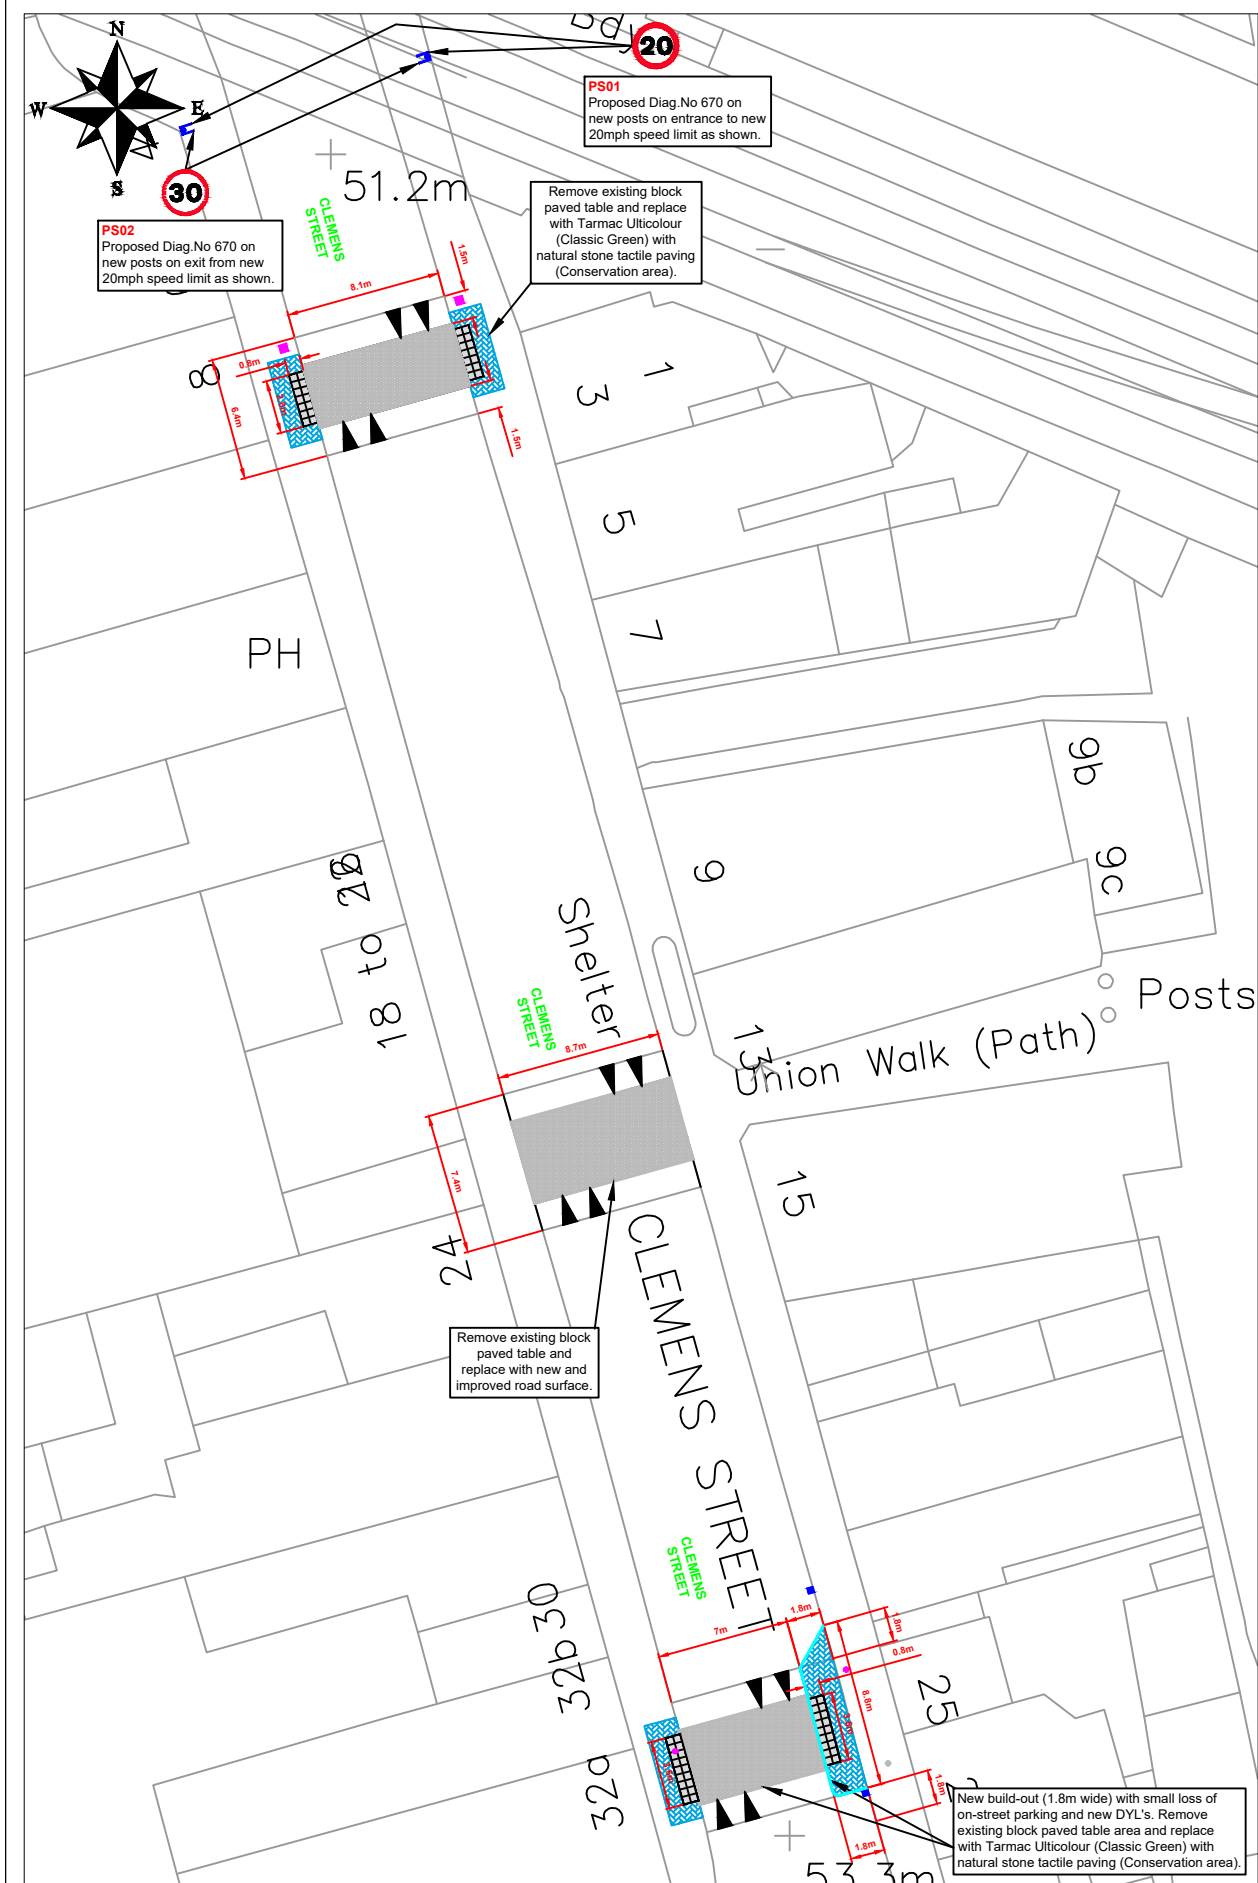 N
W
E
S
Bdy
20
PS01
Proposed Diag.No 670 on
new posts on entrance to new
20mph speed limit as shown.
30
PS02
Proposed Diag.No 670 on
new posts on exit from new
20mph speed limit as shown.
51.2m
CLEMENS
STREET
Remove existing block
paved table and replace
with Tarmac Ulticolour
(Classic Green) with
natural stone tactile paving
(Conservation area).
1.5m
8.1m
0.8m
6.4m
1.5m
8
1
3
5
7
PH
9b
9c
9
18 to
Shelter
CLEMENS
STREET
8.7m
7.4m
13
Posts
Union Walk (Path)
15
24
Remove existing block
paved table and
replace with new and
improved road surface.
CLEMENS STREET
CLEMENS
STREET
30
32b
32a
7m
1.8m
1.8m
0.8m
8.8m
1.8m
1.8m
25
New build-out (1.8m wide) with small loss of
on-street parking and new DYL's. Remove
existing block paved table area and replace
with Tarmac Ulticolour (Classic Green) with
natural stone tactile paving (Conservation area).
53.3m